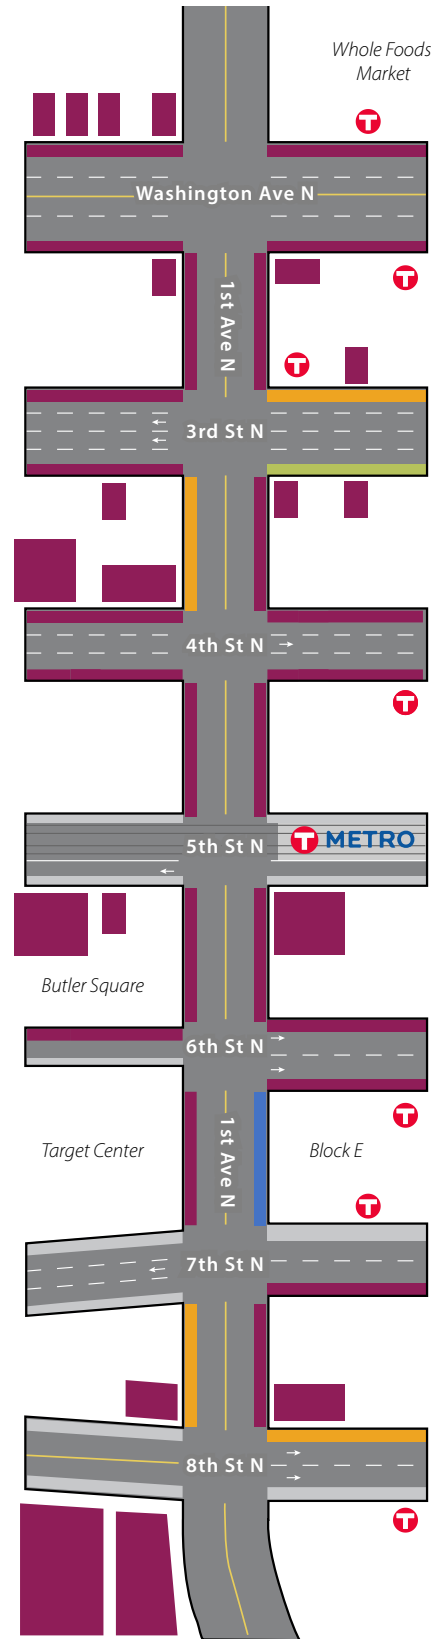 Whole Foods
Market
T
Washington Ave N
T
1st Ave N
T
3rd St N
4th St N
T
5th St N
T METRO
Butler Square
6th St N
T
Target Center
1st Ave N
Block E
T
7th St N
8th St N
T